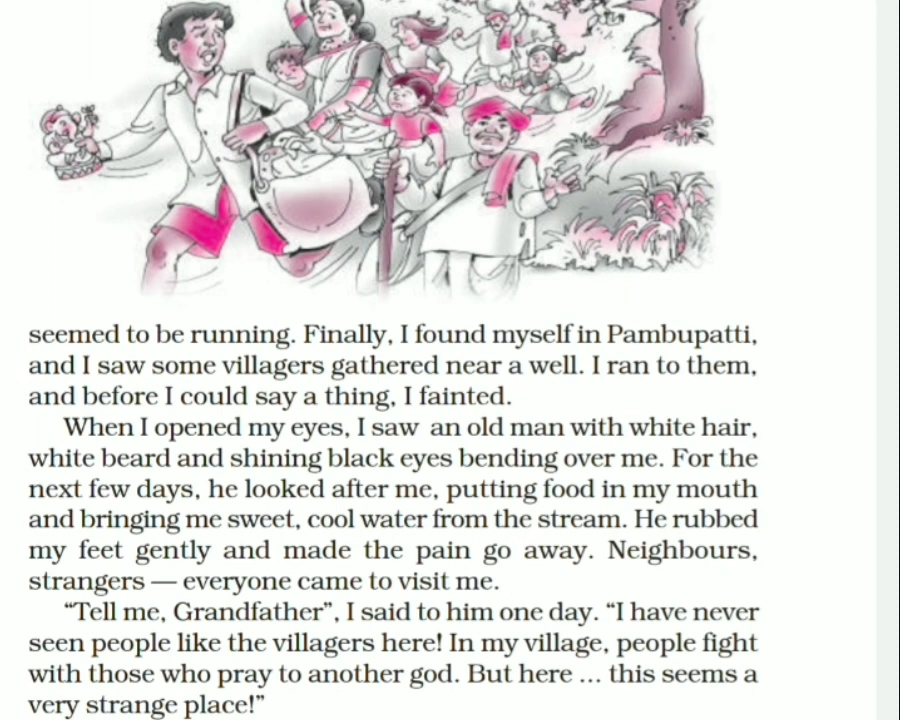 seemed to be running. Finally, I found myself in Pambupatti,
and I saw some villagers gathered near a well. I ran to them,
and before I could say a thing, I fainted.
When I opened my eyes, I saw an old man with white hair,
white beard and shining black eyes bending over me. For the
next few days, he looked after me, putting food in my mouth
and bringing me sweet, cool water from the stream. He rubbed
my feet gently and made the pain go away. Neighbours,
strangers — everyone came to visit me.
“Tell me, Grandfather”, I said to him one day. “I have never
seen people like the villagers here! In my village, people fight
with those who pray to another god. But here ... this seems a
very strange place!”